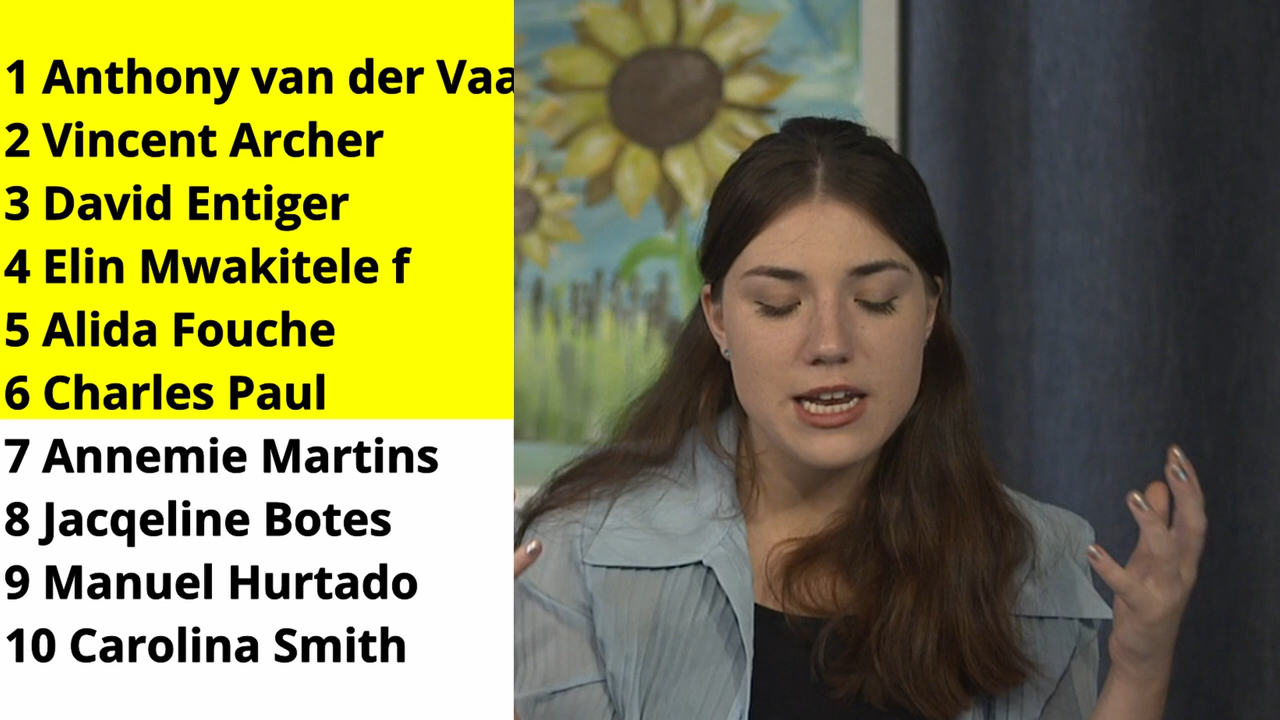 1 Anthony van der Vaa
2 Vincent Archer
3 David Entiger
4 Elin Mwakitele f
5 Alida Fouche
6 Charles Paul
7 Annemie Martins
8 Jacqeline Botes
9 Manuel Hurtado
10 Carolina Smith